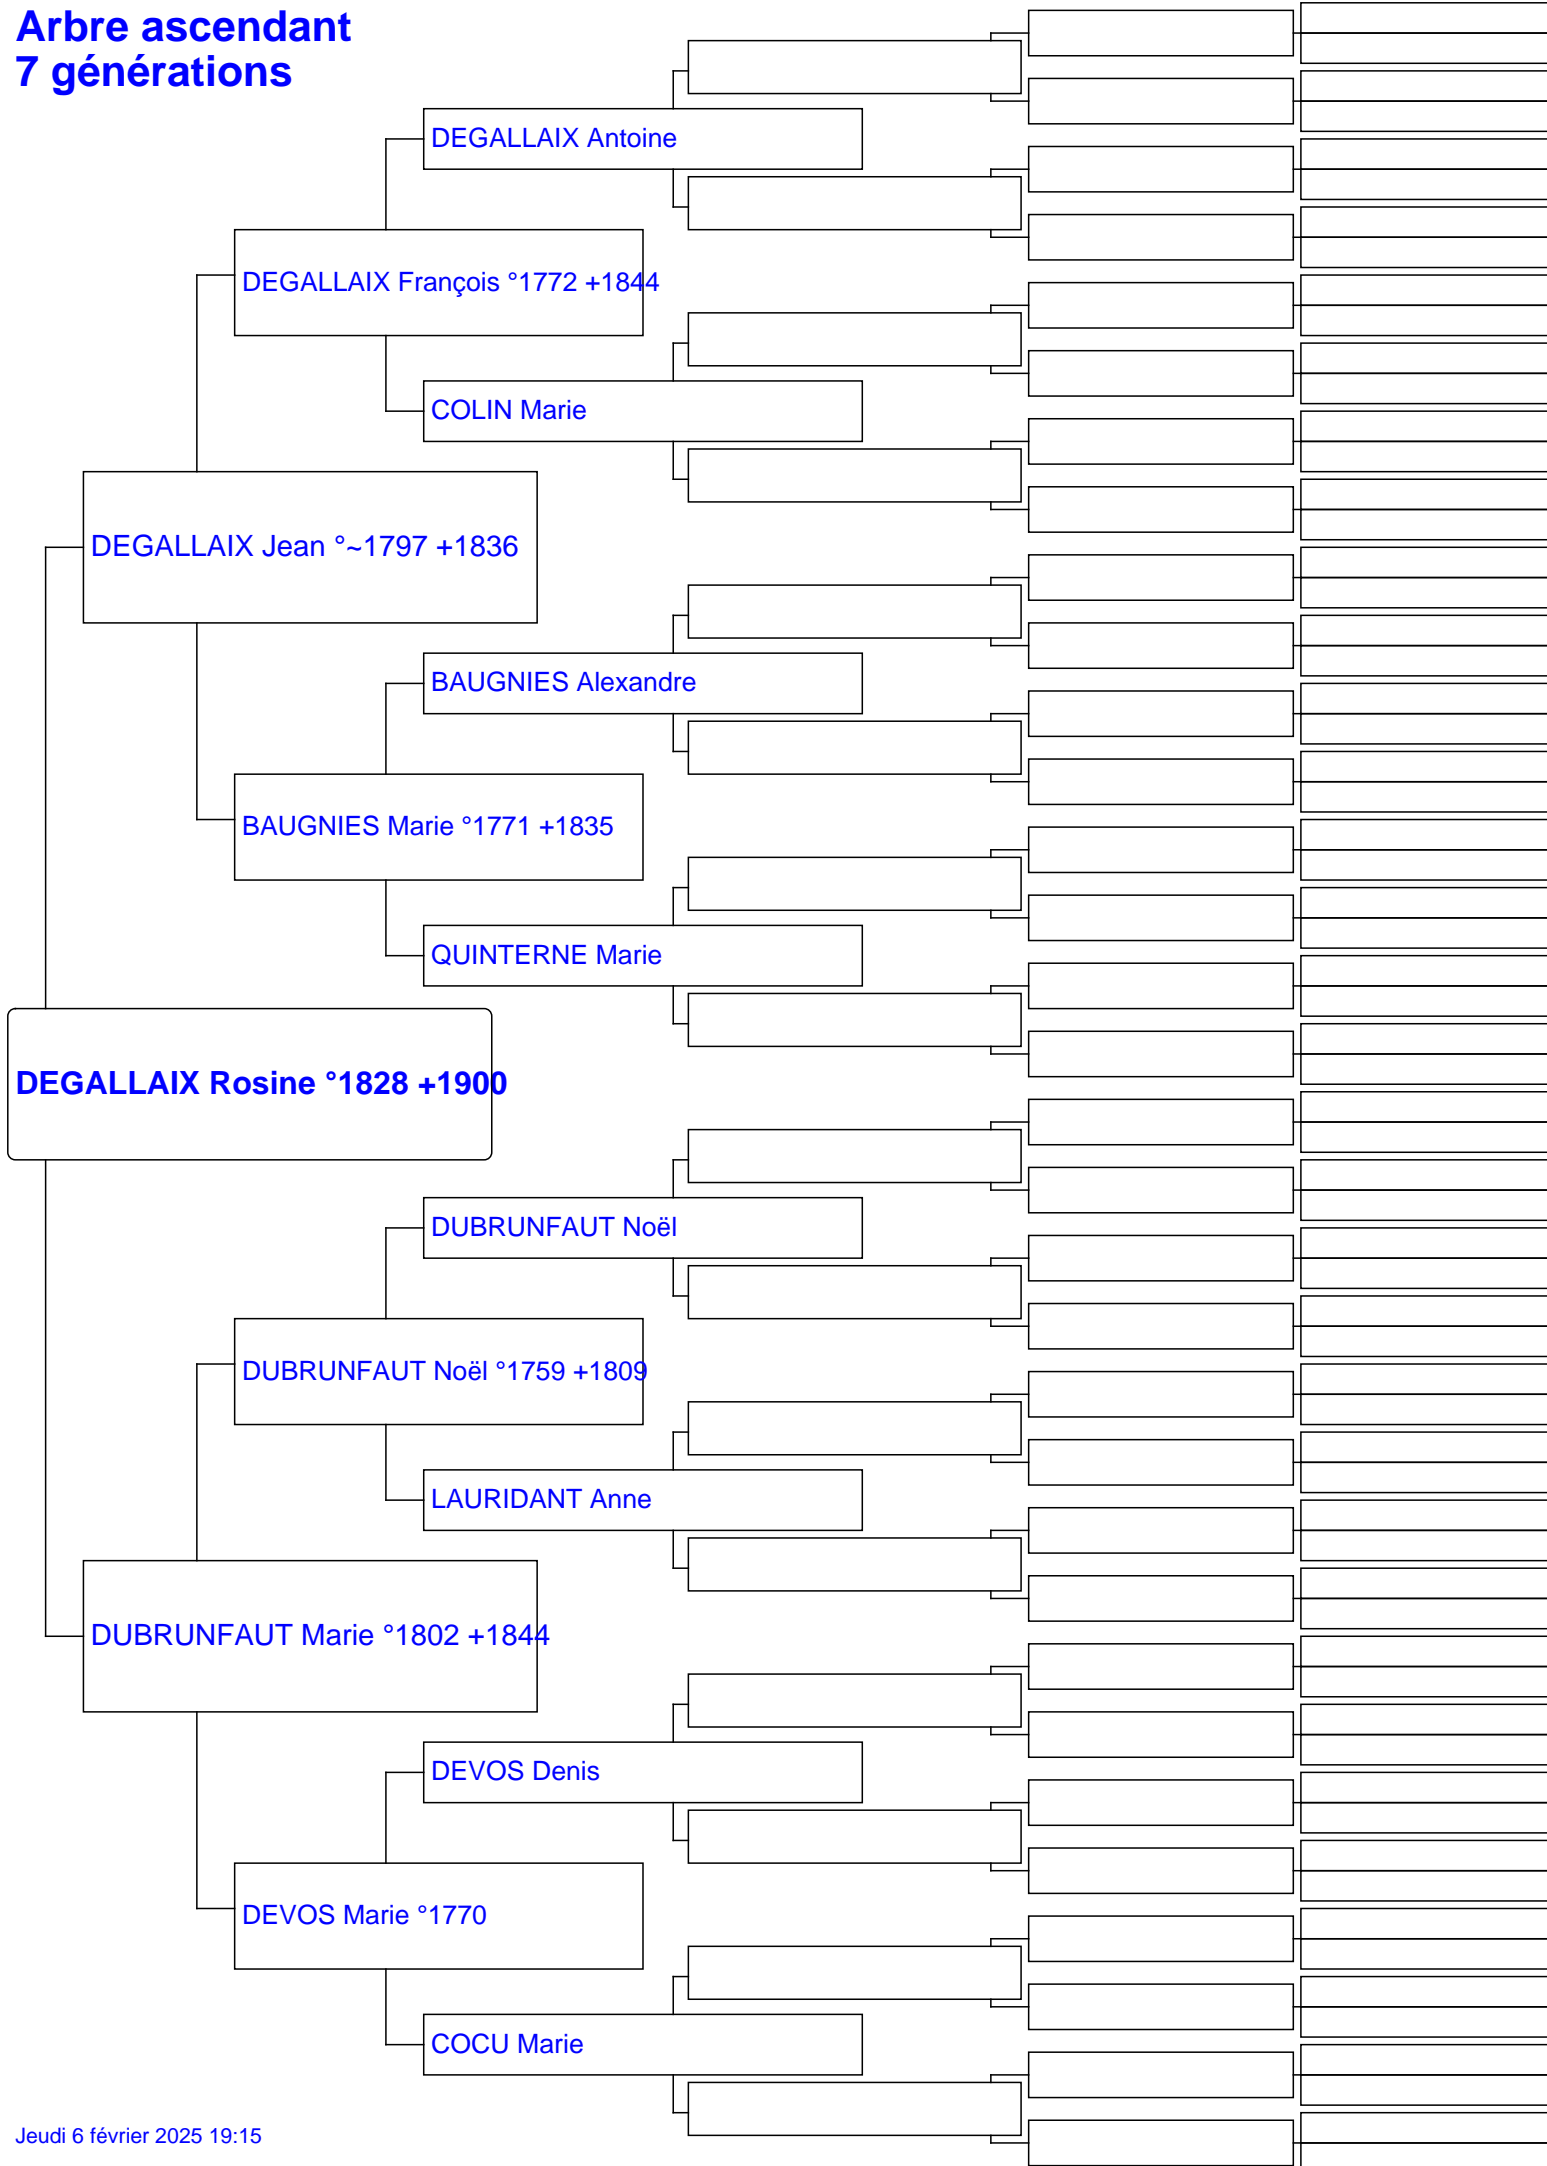 Arbre ascendant
7 générations
DEGALLAIX Antoine
DEGALLAIX François °1772 +1844
COLIN Marie
DEGALLAIX Jean °~1797 +1836
BAUGNIES Alexandre
BAUGNIES Marie °1771 +1835
QUINTERNE Marie
DEGALLAIX Rosine °1828 +1900
DUBRUNFAUT Noël
DUBRUNFAUT Noël °1759 +1809
LAURIDANT Anne
DUBRUNFAUT Marie °1802 +1844
DEVOS Denis
DEVOS Marie °1770
COCU Marie
Jeudi 6 février 2025 19:15